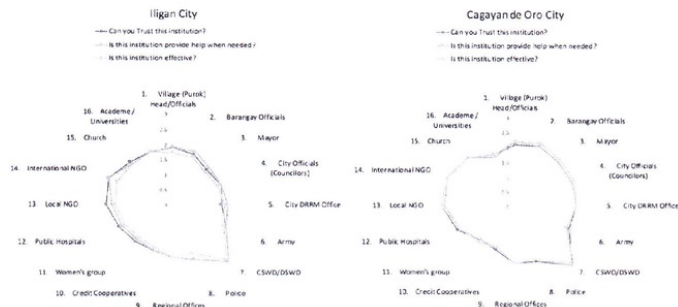 Iligan City
Can you Trust this institution?
Is this institution provide help when needed?
Is this institution effective?
1. Village (Purok)
Head/Officials
2. Barangay Officials
3. Mayor
4. City Officials
(Councilors)
5. City DRRM Office
6. Army
7. CSWD/DSWD
8. Police
9. Regional Offices
10. Credit Cooperatives
11. Women's group
12. Public Hospitals
13. Local NGO
14. International NGO
15. Church
16. Academe/
Universities
Cagayan de Oro City
Can you Trust this institution?
Is this institution provide help when needed?
Is this institution effective?
1. Village (Purok)
Head/Officials
2. Barangay Officials
3. Mayor
4. City Officials
(Councilors)
5. City DRRM Office
6. Army
7. CSWD/DSWD
8. Police
9. Regional Offices
10. Credit Cooperatives
11. Women's group
12. Public Hospitals
13. Local NGO
14. International NGO
15. Church
16. Academe/
Universities